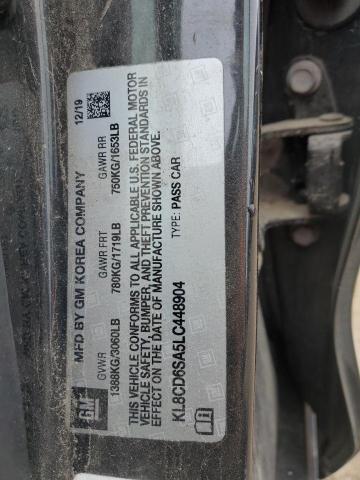 GM
MFD BY GM KOREA COMPANY 12/19
GVWR GAWR FRT GAWR RR
1388KG/3060LB 780KG/1719LB 750KG/1653LB
THIS VEHICLE CONFORMS TO ALL APPLICABLE U.S. FEDERAL MOTOR
VEHICLE SAFETY, BUMPER, AND THEFT PREVENTION STANDARDS IN
EFFECT ON THE DATE OF MANUFACTURE SHOWN ABOVE.
TYPE: PASS CAR
KL8CD6SA5LC448904